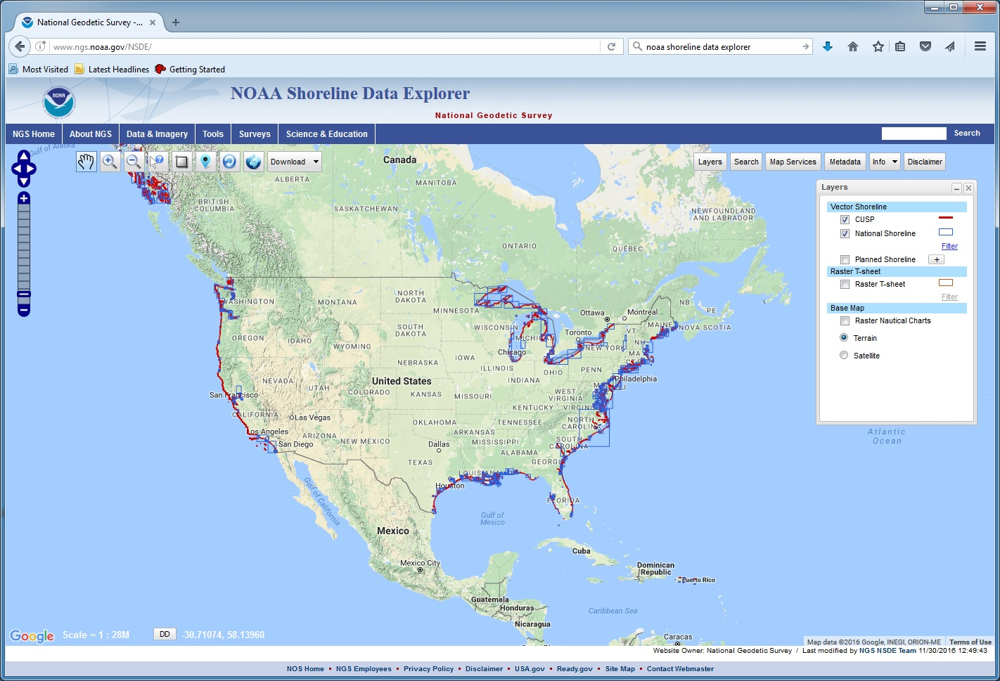 National Geodetic Survey -...
www.ngs.noaa.gov/NSDE/
noaa shoreline data explorer
Most Visited Latest Headlines Getting Started
NOAA
NOAA Shoreline Data Explorer
National Geodetic Survey
NGS Home About NGS Data & Imagery Tools Surveys Science & Education Search
Gulf of Alaska
Download
Layers Search Map Services Metadata Info Disclaimer
Layers
Vector Shoreline
CUSP
National Shoreline
Filter
Planned Shoreline +
Raster T-sheet
Raster T-sheet
Filter
Base Map
Raster Nautical Charts
Terrain
Satellite
Canada
ALBERTA
MANITOBA
BRITISH
COLUMBIA
SASKATCHEWAN
NEWFOUNDLAND
AND LABRADOR
ONTARIO
QUÉBEC
WASHINGTON
MONTANA
NORTH
DAKOTA
MINNESOTA
Ottawa
Montreal
NB
PE
NOVA SCOTIA
MAINE
SOUTH
DAKOTA
WISCONSIN
MICHIGAN
Toronto
VT
NH
OREGON
IDAHO
WYOMING
Chicago
NEW YORK
MA
NEBRASKA
IOWA
ILLINOIS
INDIANA
OHIO
PENN
Philadelphia
NJ
NEVADA
UTAH
COLORADO
United States
KANSAS
MISSOURI
WEST
VIRGINIA
KENTUCKY
VIRGINIA
San Francisco
CALIFORNIA
Las Vegas
OKLAHOMA
TENNESSEE
NORTH
CAROLINA
Los Angeles
ARIZONA
NEW MEXICO
ARKANSAS
MISSISSIPPI
SOUTH
CAROLINA
San Diego
Dallas
ALABAMA
GEORGIA
TEXAS
LOUISIANA
Houston
FLORIDA
Gulf of California
Gulf of
Mexico
Mexico
Atlantic
Ocean
Cuba
Mexico City
Dominican
Republic
Puerto Rico
Guatemala
Honduras
Caribbean Sea
Nicaragua
Caracas
Google Scale = 1 : 28M DD -30.71074, 58.13960
Map data ©2016 Google, INEGI, ORION-ME Terms of Use
Website Owner: National Geodetic Survey / Last modified by NGS NSDE Team 11/30/2016 12:49:43
NOS Home ▪ NGS Employees ▪ Privacy Policy ▪ Disclaimer ▪ USA.gov ▪ Ready.gov ▪ Site Map ▪ Contact Webmaster